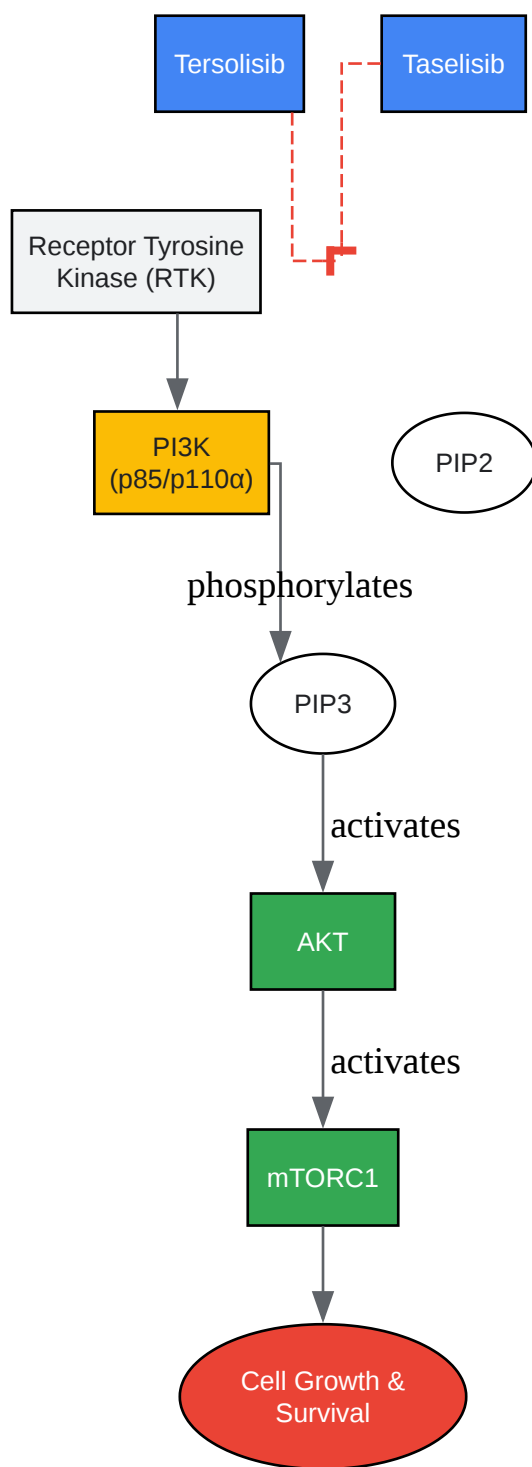 Tersolisib
Taselisib
Receptor Tyrosine
Kinase (RTK)
PI3K
(p85/p110α)
PIP2
phosphorylates
PIP3
activates
AKT
activates
mTORC1
Cell Growth &
Survival